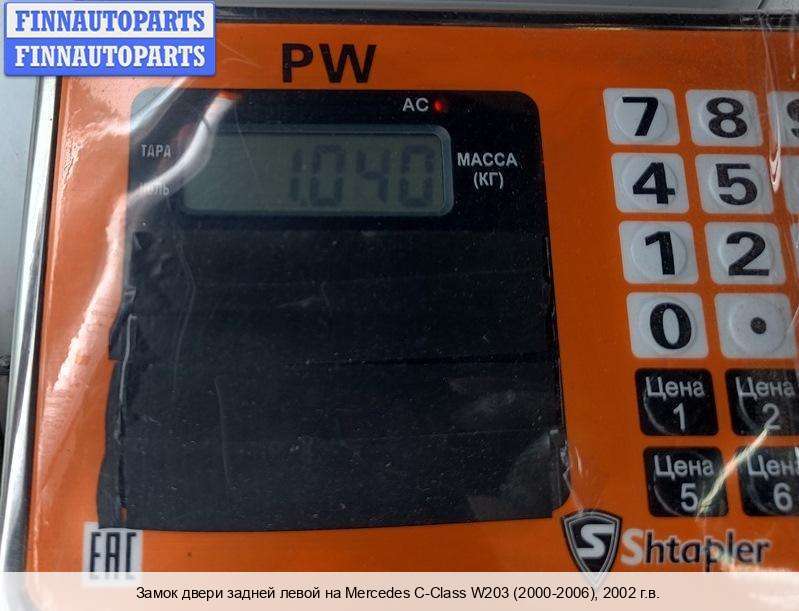 FINNAUTOPARTS
FINNAUTOPARTS
PW
AC
ТАРА
1.040
МАССА
(КГ)
7 8
4 5
1 2
0 .
Цена 1
Цена 2
Цена 5
Цена 6
EAC
Shtapler
Замок двери задней левой на Mercedes C-Class W203 (2000-2006), 2002 г.в.